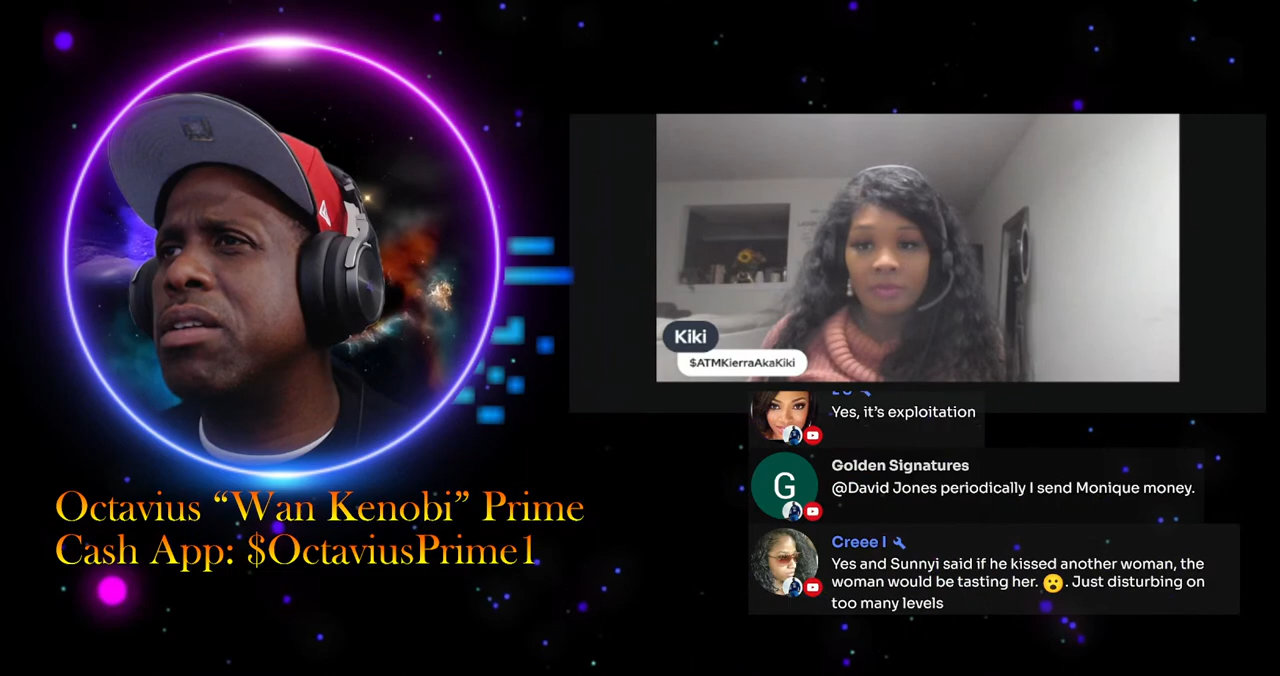 Kiki
$ATMKierraAkaKiki
Yes, it's exploitation
G
Golden Signatures
@David Jones periodically I send Monique money.
Creee I
Yes and Sunnyi said if he kissed another woman, the
woman would be tasting her. 😮. Just disturbing on
too many levels
Octavius “Wan Kenobi” Prime
Cash App: $OctaviusPrime1